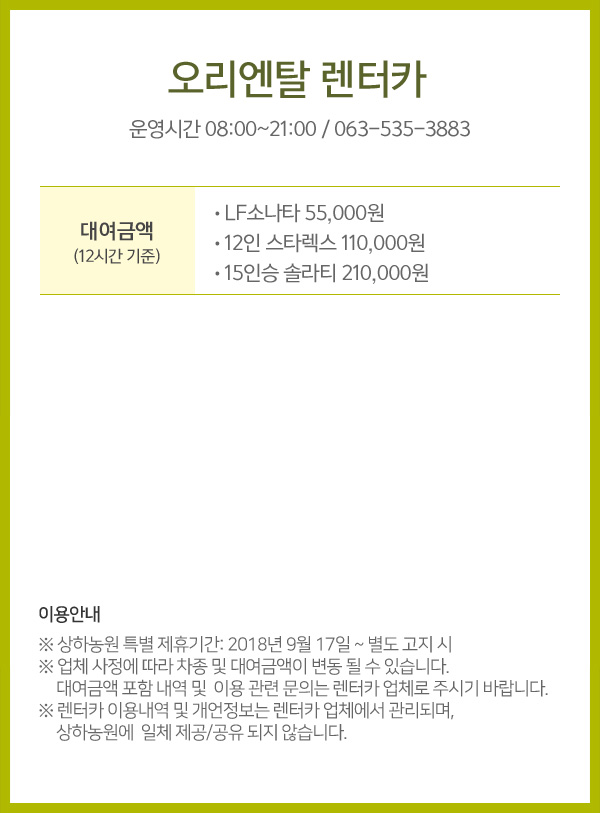 오리엔탈 렌터카
운영시간 08:00~21:00 / 063-535-3883
대여금액
(12시간 기준)
• LF소나타 55,000원
• 12인 스타렉스 110,000원
• 15인승 솔라티 210,000원
이용안내
※ 상하농원 특별 제휴기간: 2018년 9월 17일 ~ 별도 고지 시
※ 업체 사정에 따라 차종 및 대여금액이 변동 될 수 있습니다.
대여금액 포함 내역 및 이용 관련 문의는 렌터카 업체로 주시기 바랍니다.
※ 렌터카 이용내역 및 개언정보는 렌터카 업체에서 관리되며,
상하농원에 일체 제공/공유 되지 않습니다.